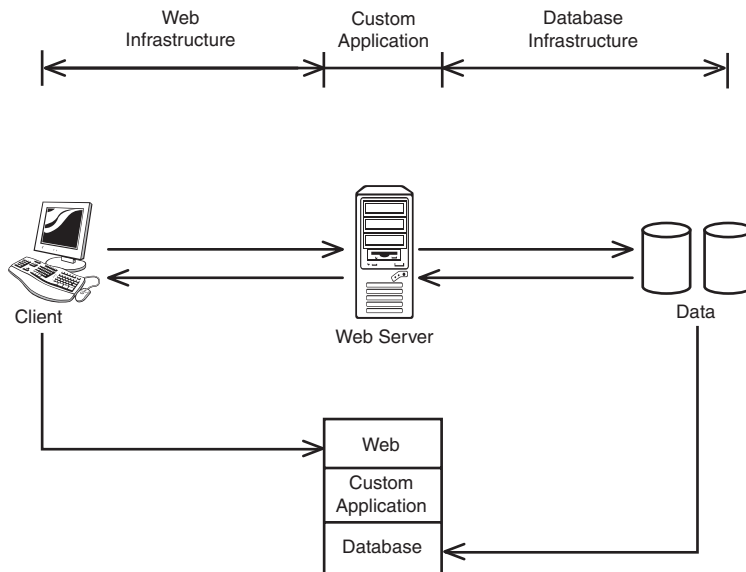 Web
Infrastructure
Custom
Application
Database
Infrastructure
Client
Web Server
Data
Web
Custom
Application
Database